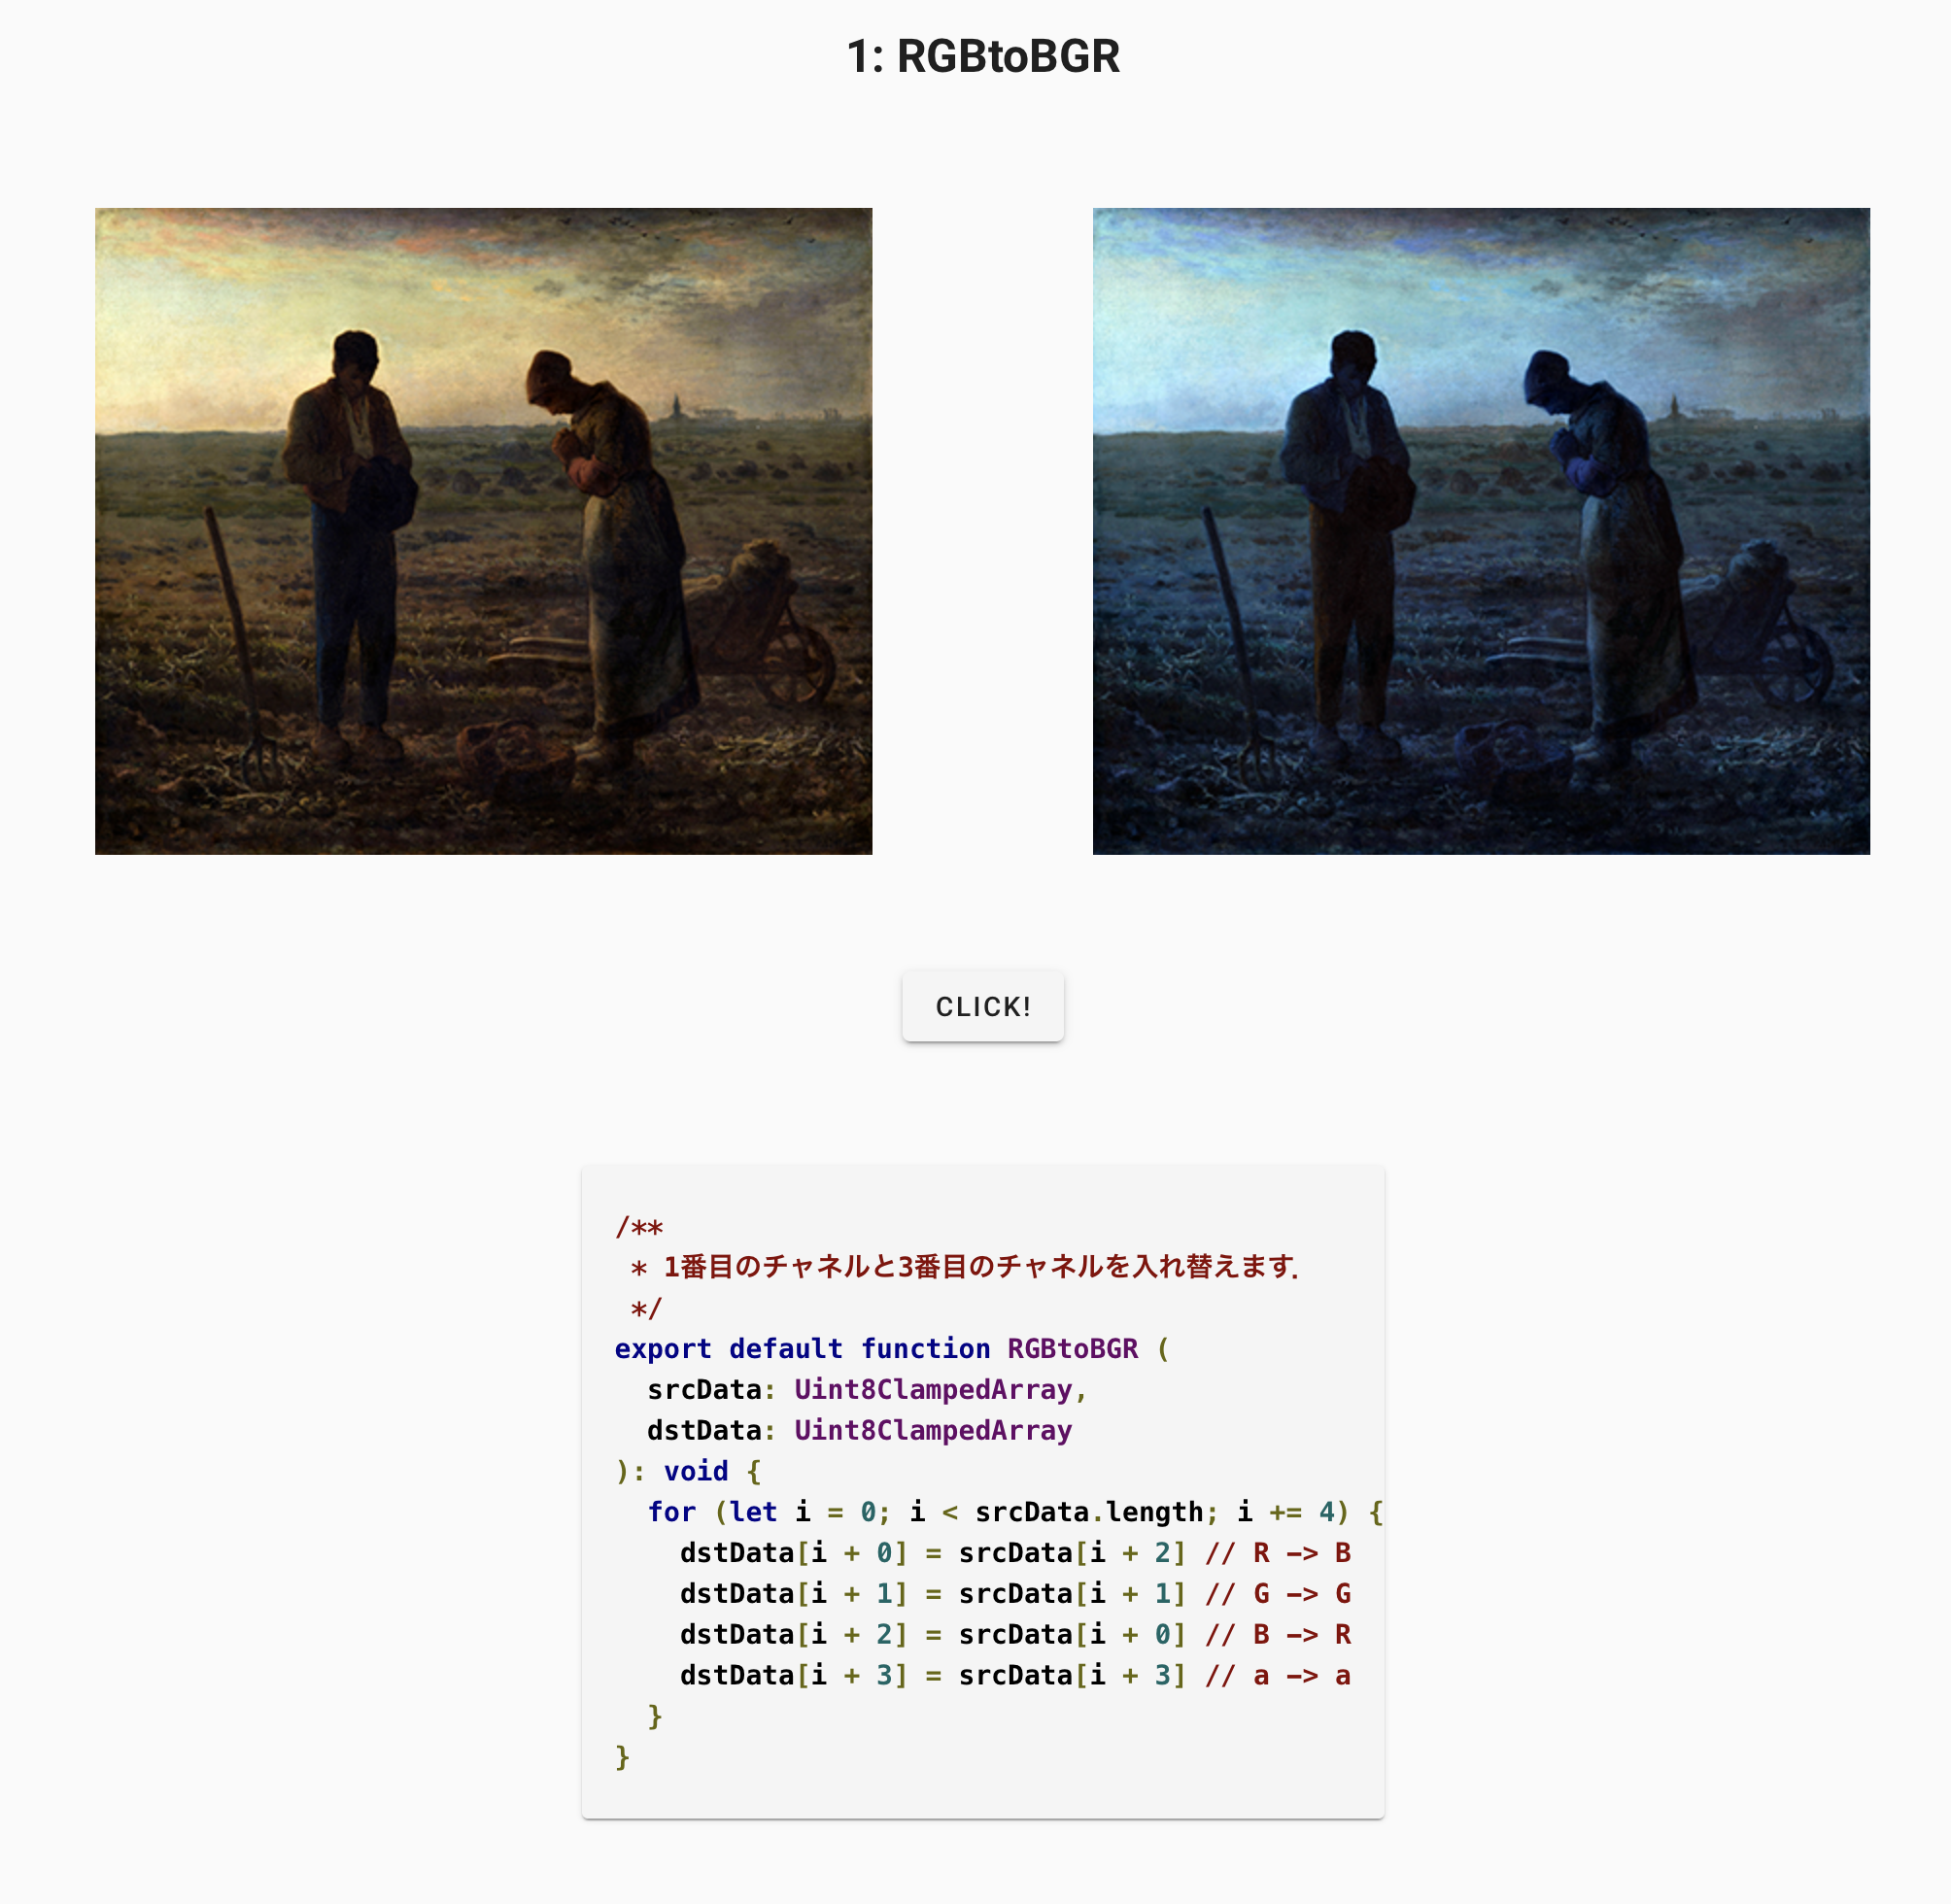 1: RGBtoBGR
CLICK!
/**
 * 1番目のチャネルと3番目のチャネルを入れ替えます．
 */
export default function RGBtoBGR (
  srcData: Uint8ClampedArray,
  dstData: Uint8ClampedArray
): void {
  for (let i = 0; i < srcData.length; i += 4) {
    dstData[i + 0] = srcData[i + 2] // R -> B
    dstData[i + 1] = srcData[i + 1] // G -> G
    dstData[i + 2] = srcData[i + 0] // B -> R
    dstData[i + 3] = srcData[i + 3] // a -> a
  }
}